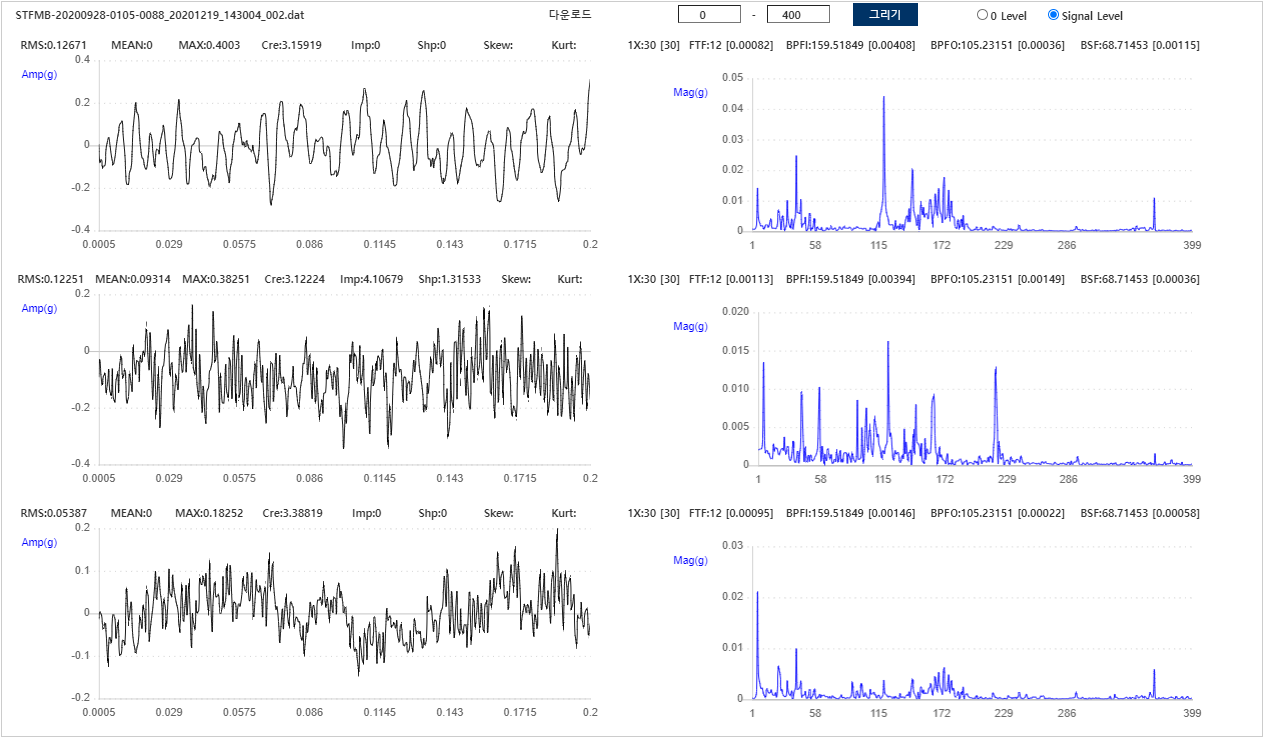 STFMB-20200928-0105-0088_20201219_143004_002.dat 다운로드 0 - 400 그리기 0 Level Signal Level
RMS:0.12671 MEAN:0 MAX:0.4003 Cre:3.15919 Imp:0 Shp:0 Skew: Kurt:
Amp(g)
0.4
0.2
0
-0.2
-0.4
0.0005 0.029 0.0575 0.086 0.1145 0.143 0.1715 0.2
1X:30 [30] FTF:12 [0.00082] BPFI:159.51849 [0.00408] BPFO:105.23151 [0.00036] BSF:68.71453 [0.00115]
Mag(g)
0.05
0.04
0.03
0.02
0.01
0
1 58 115 172 229 286 399
RMS:0.12251 MEAN:0.09314 MAX:0.38251 Cre:3.12224 Imp:4.10679 Shp:1.31533 Skew: Kurt:
Amp(g)
0.2
0
-0.2
-0.4
0.0005 0.029 0.0575 0.086 0.1145 0.143 0.1715 0.2
1X:30 [30] FTF:12 [0.00113] BPFI:159.51849 [0.00394] BPFO:105.23151 [0.00149] BSF:68.71453 [0.00036]
Mag(g)
0.020
0.015
0.010
0.005
0
1 58 115 172 229 286 399
RMS:0.05387 MEAN:0 MAX:0.18252 Cre:3.38819 Imp:0 Shp:0 Skew: Kurt:
Amp(g)
0.2
0.1
0
-0.1
-0.2
0.0005 0.029 0.0575 0.086 0.1145 0.143 0.1715 0.2
1X:30 [30] FTF:12 [0.00095] BPFI:159.51849 [0.00146] BPFO:105.23151 [0.00022] BSF:68.71453 [0.00058]
Mag(g)
0.03
0.02
0.01
0
1 58 115 172 229 286 399